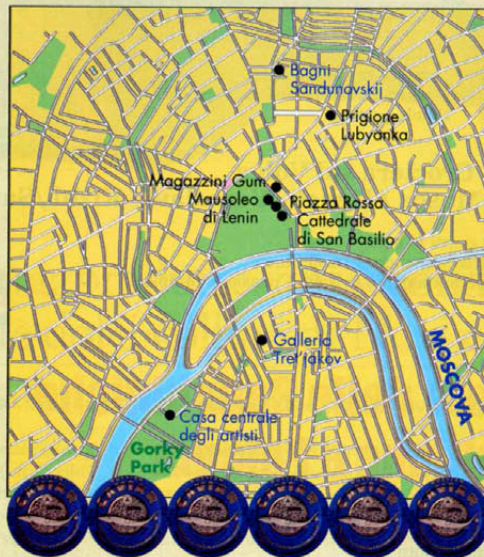 Bagni
Sandunovskij
Prigione
Lubyanka
Magazzini Gum
Mausoleo
di Lenin
Piazza Rossa
Cattedrale
di San Basilio
Galleria
Tret'jakov
MOSCOVA
Casa centrale
degli artisti
Gorky
Park